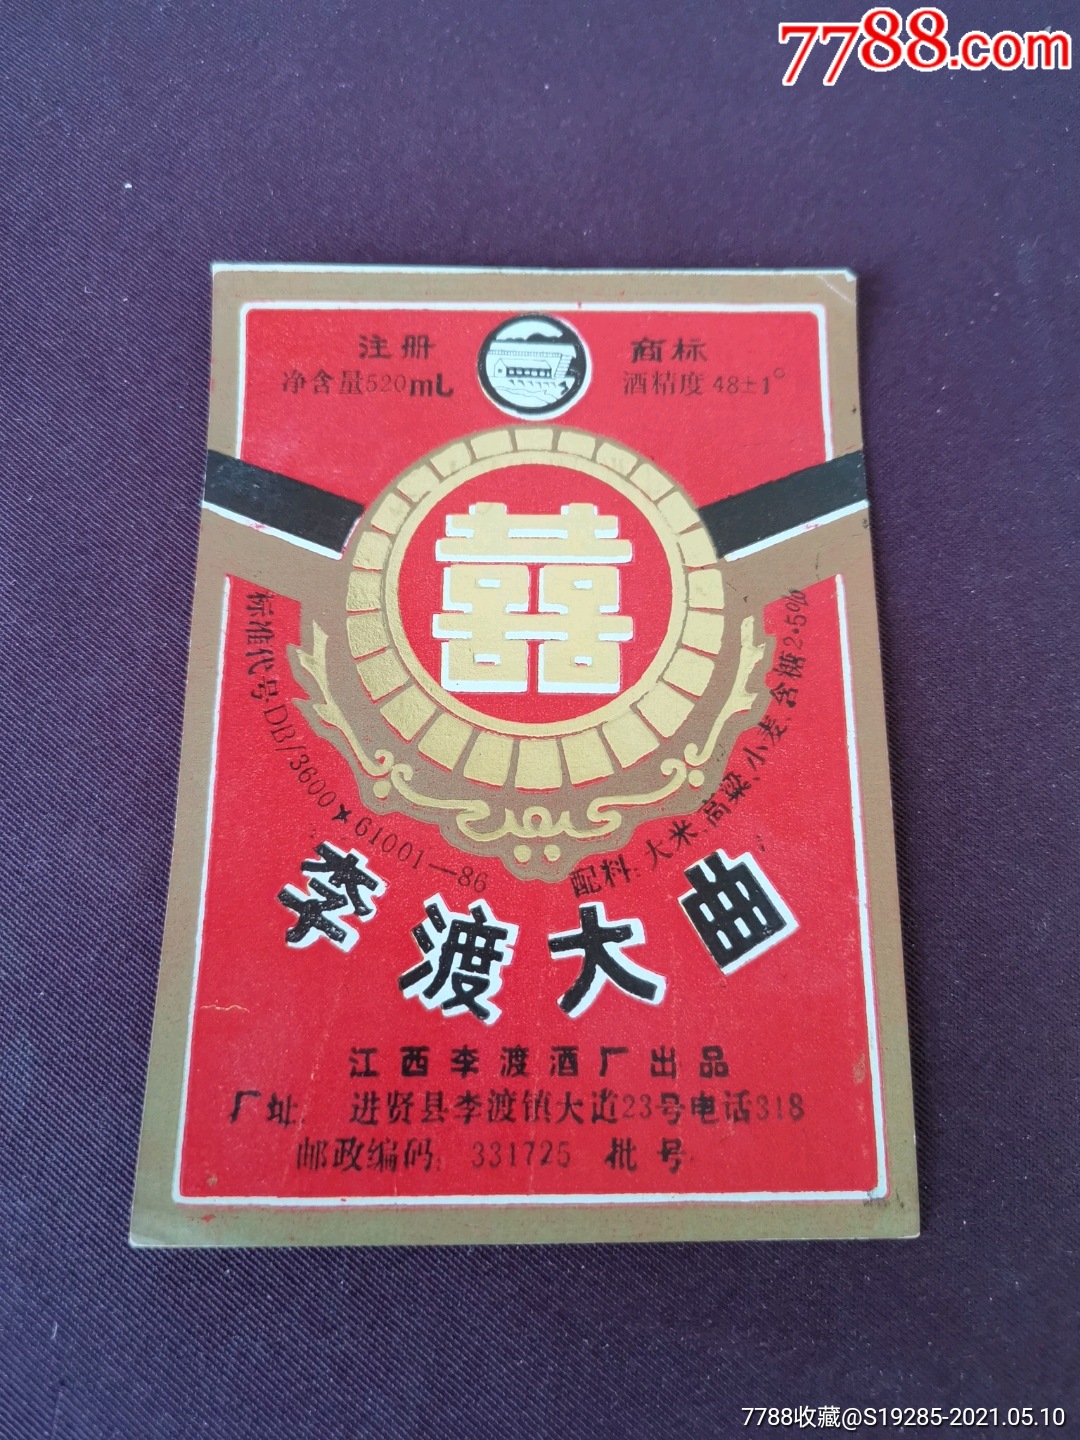 7788.com
注册 商标
净含量520mL 酒精度48±1°
囍
标准代号DB/3600×61001—86
配料:大米、高粱、小麦、含糖2.5%
李渡大曲
江西李渡酒厂出品
厂址: 进贤县李渡镇大道23号电话318
邮政编码:331725 批号
7788收藏@S19285-2021.05.10